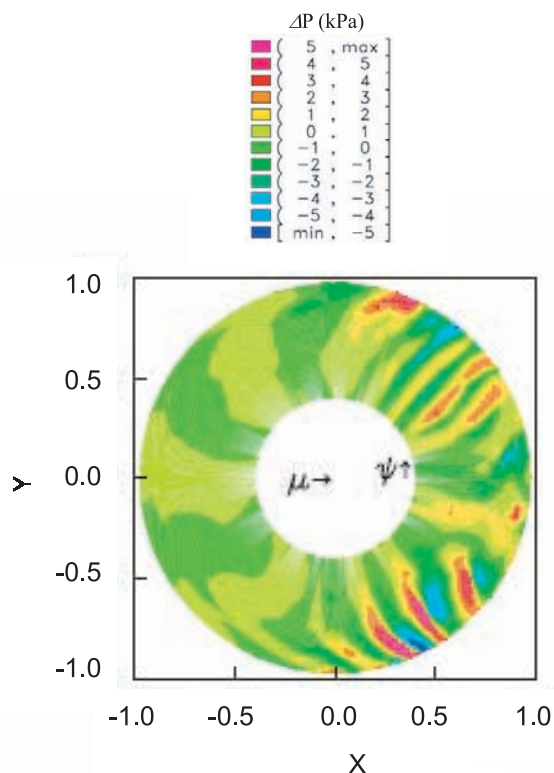 ΔP (kPa)
( 5 , max ]
( 4 , 5 ]
( 3 , 4 ]
( 2 , 3 ]
( 1 , 2 ]
( 0 , 1 ]
( -1 , 0 ]
( -2 , -1 ]
( -3 , -2 ]
( -4 , -3 ]
( -5 , -4 ]
[ min , -5 ]
1.0
0.5
Y
0.0
μ→
ψ↑
-0.5
-1.0
-1.0 -0.5 0.0 0.5 1.0
X